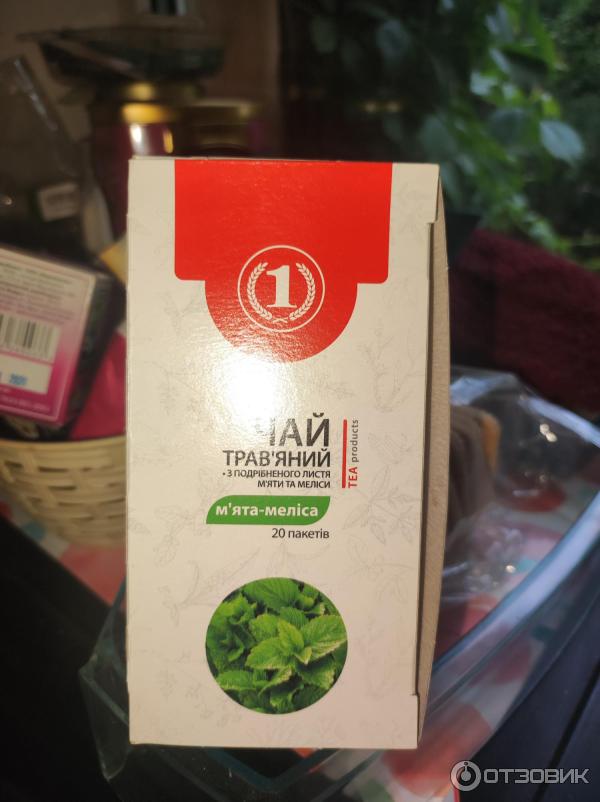 1
ЧАЙ
ТРАВ'ЯНИЙ
• З ПОДРІБНЕНОГО ЛИСТЯ
М'ЯТИ ТА МЕЛІСИ
TEA products
м'ята-меліса
20 пакетів
ОТЗОВИК